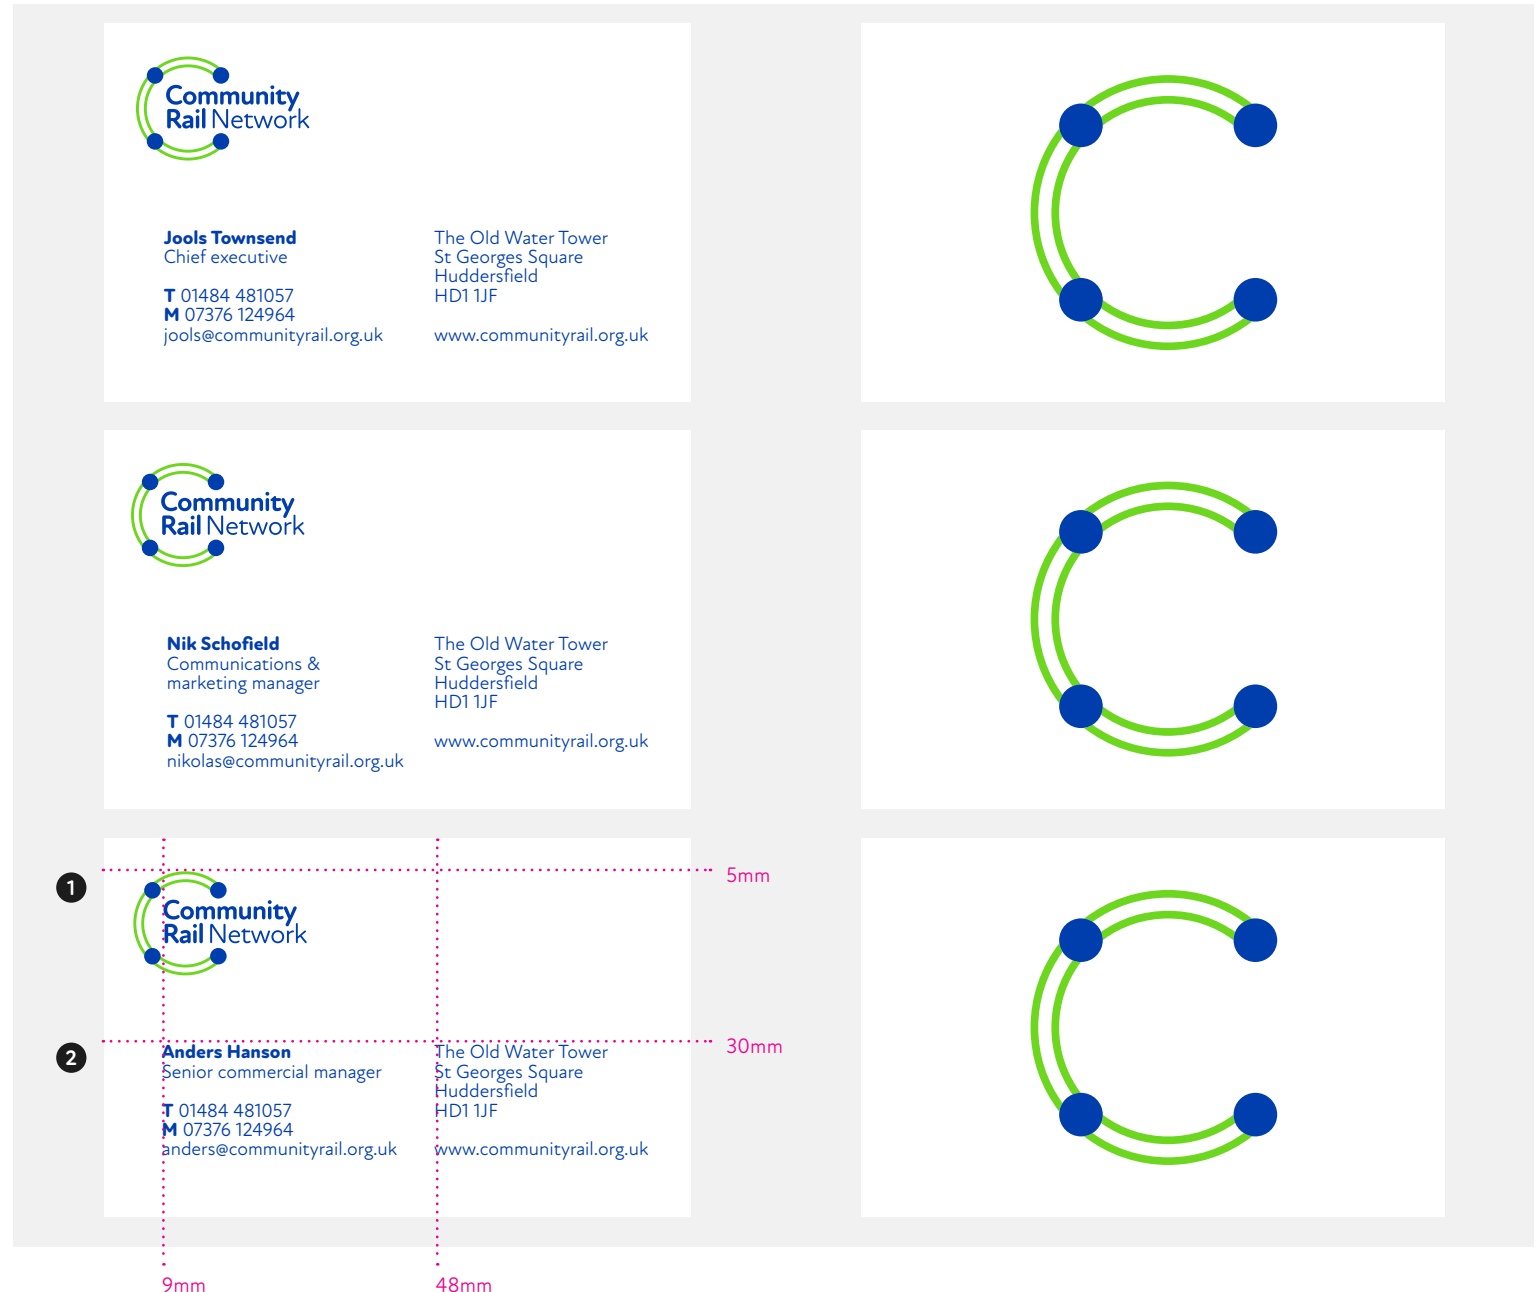 Community
Rail Network
Jools Townsend
Chief executive
T 01484 481057
M 07376 124964
jools@communityrail.org.uk
The Old Water Tower
St Georges Square
Huddersfield
HD1 1JF
www.communityrail.org.uk
Community
Rail Network
Nik Schofield
Communications &
marketing manager
T 01484 481057
M 07376 124964
nikolas@communityrail.org.uk
The Old Water Tower
St Georges Square
Huddersfield
HD1 1JF
www.communityrail.org.uk
1
5mm
Community
Rail Network
2
30mm
Anders Hanson
Senior commercial manager
T 01484 481057
M 07376 124964
anders@communityrail.org.uk
The Old Water Tower
St Georges Square
Huddersfield
HD1 1JF
www.communityrail.org.uk
9mm
48mm